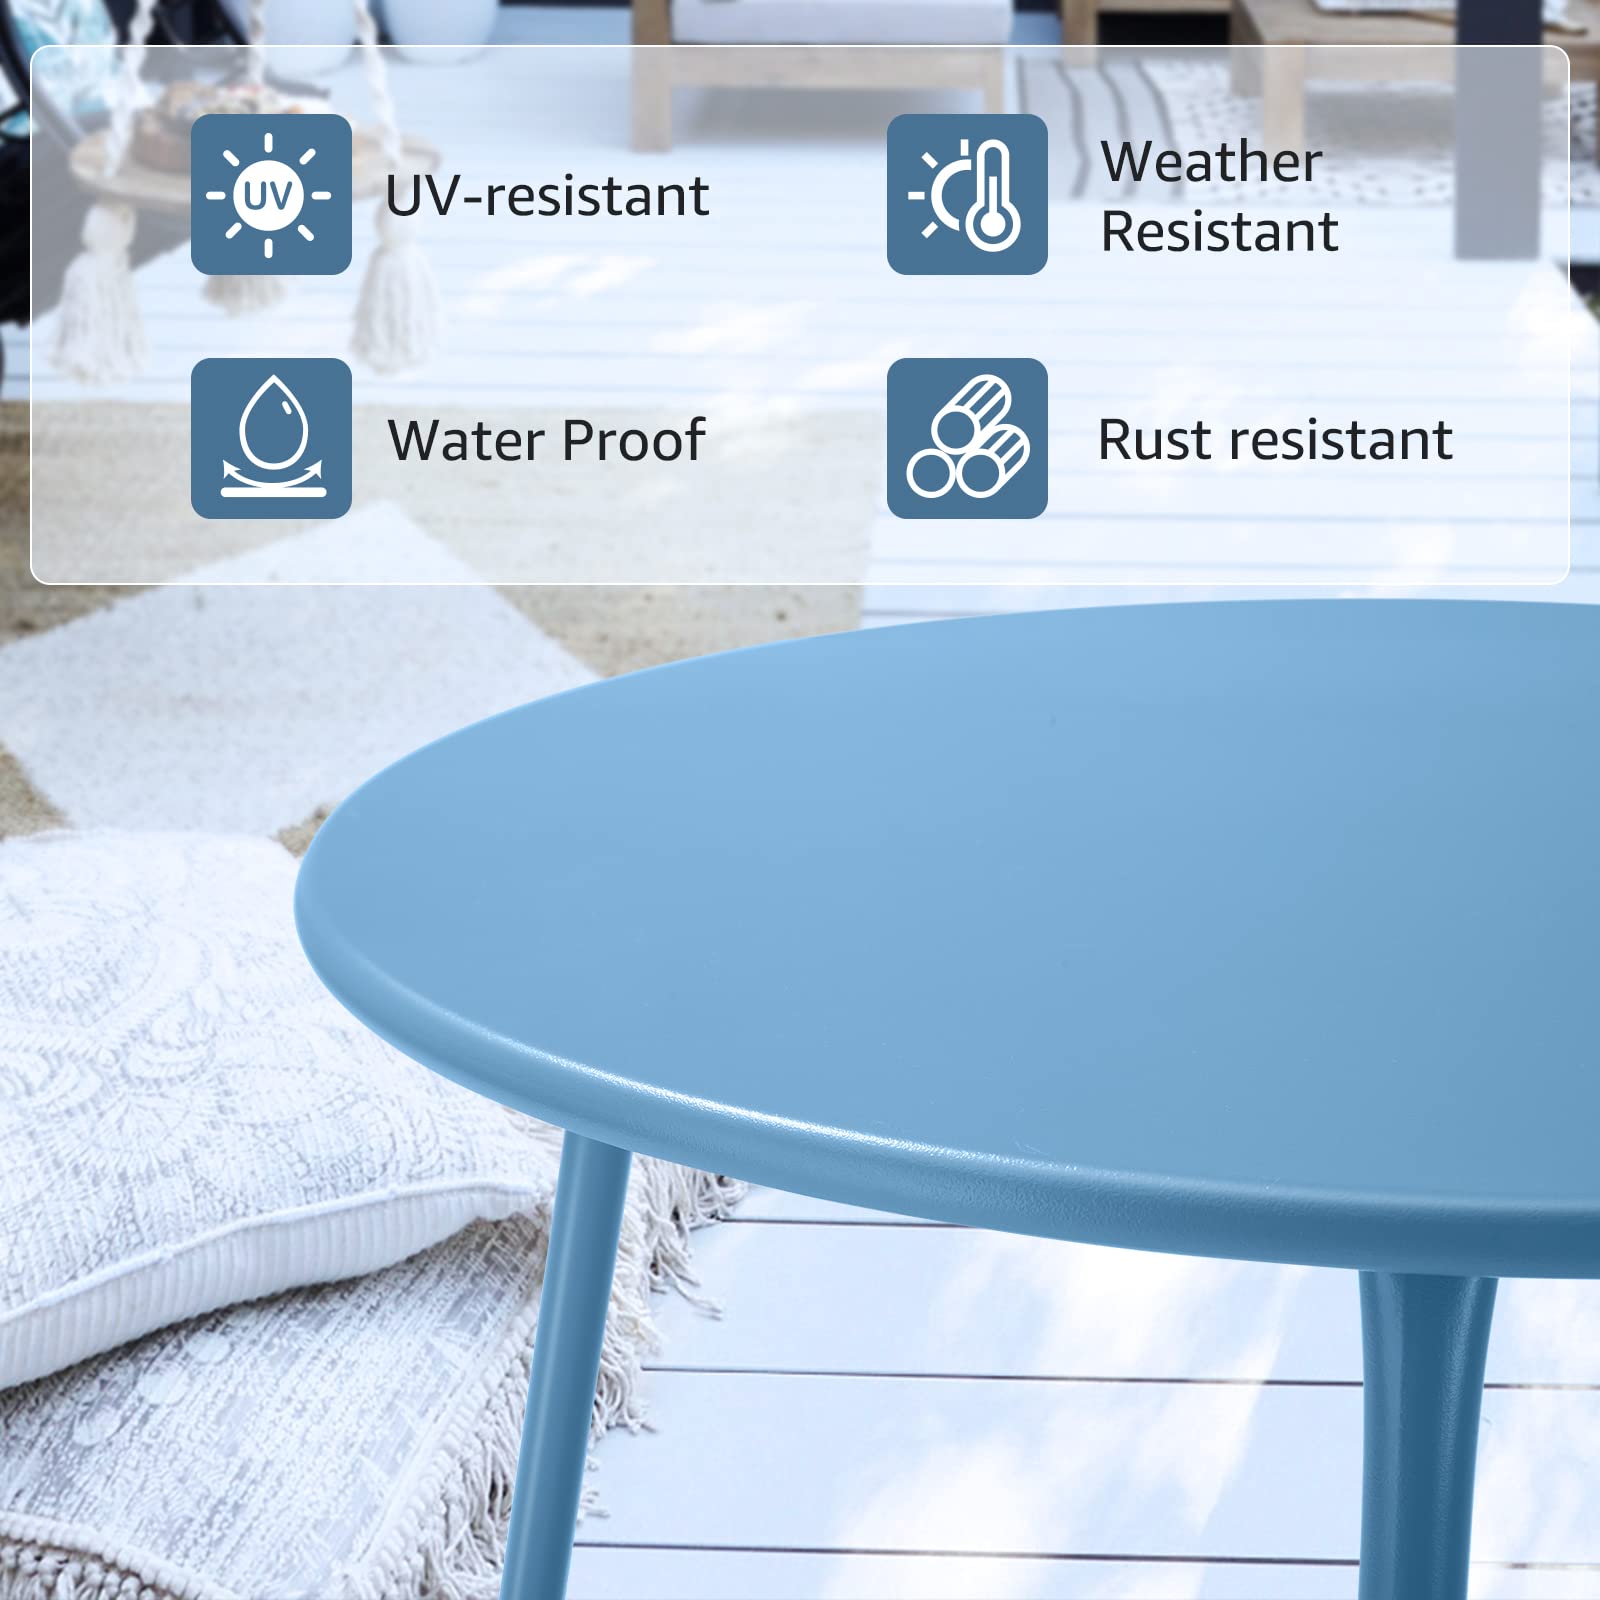 UV
UV-resistant
Weather
Resistant
Water Proof
Rust resistant